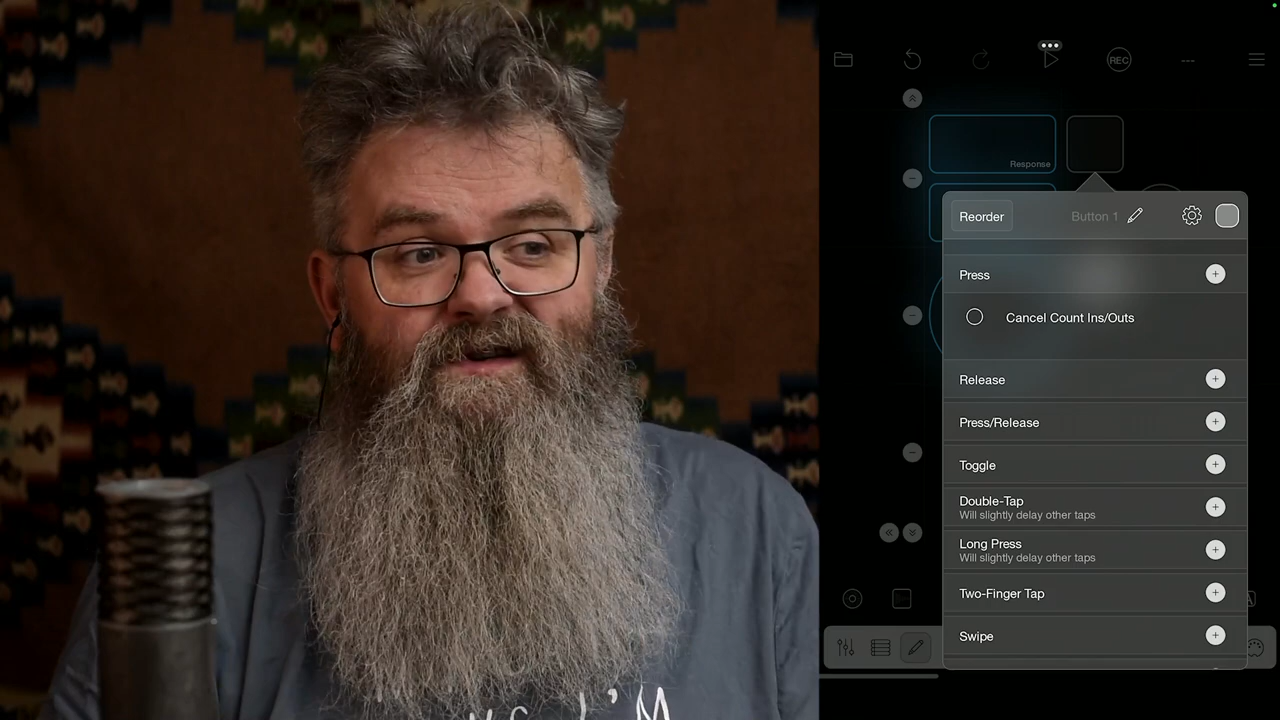 REC
Response
Reorder
Button 1
Press
Cancel Count Ins/Outs
Release
Press/Release
Toggle
Double-Tap
Will slightly delay other taps
Long Press
Will slightly delay other taps
Two-Finger Tap
Swipe
I'M